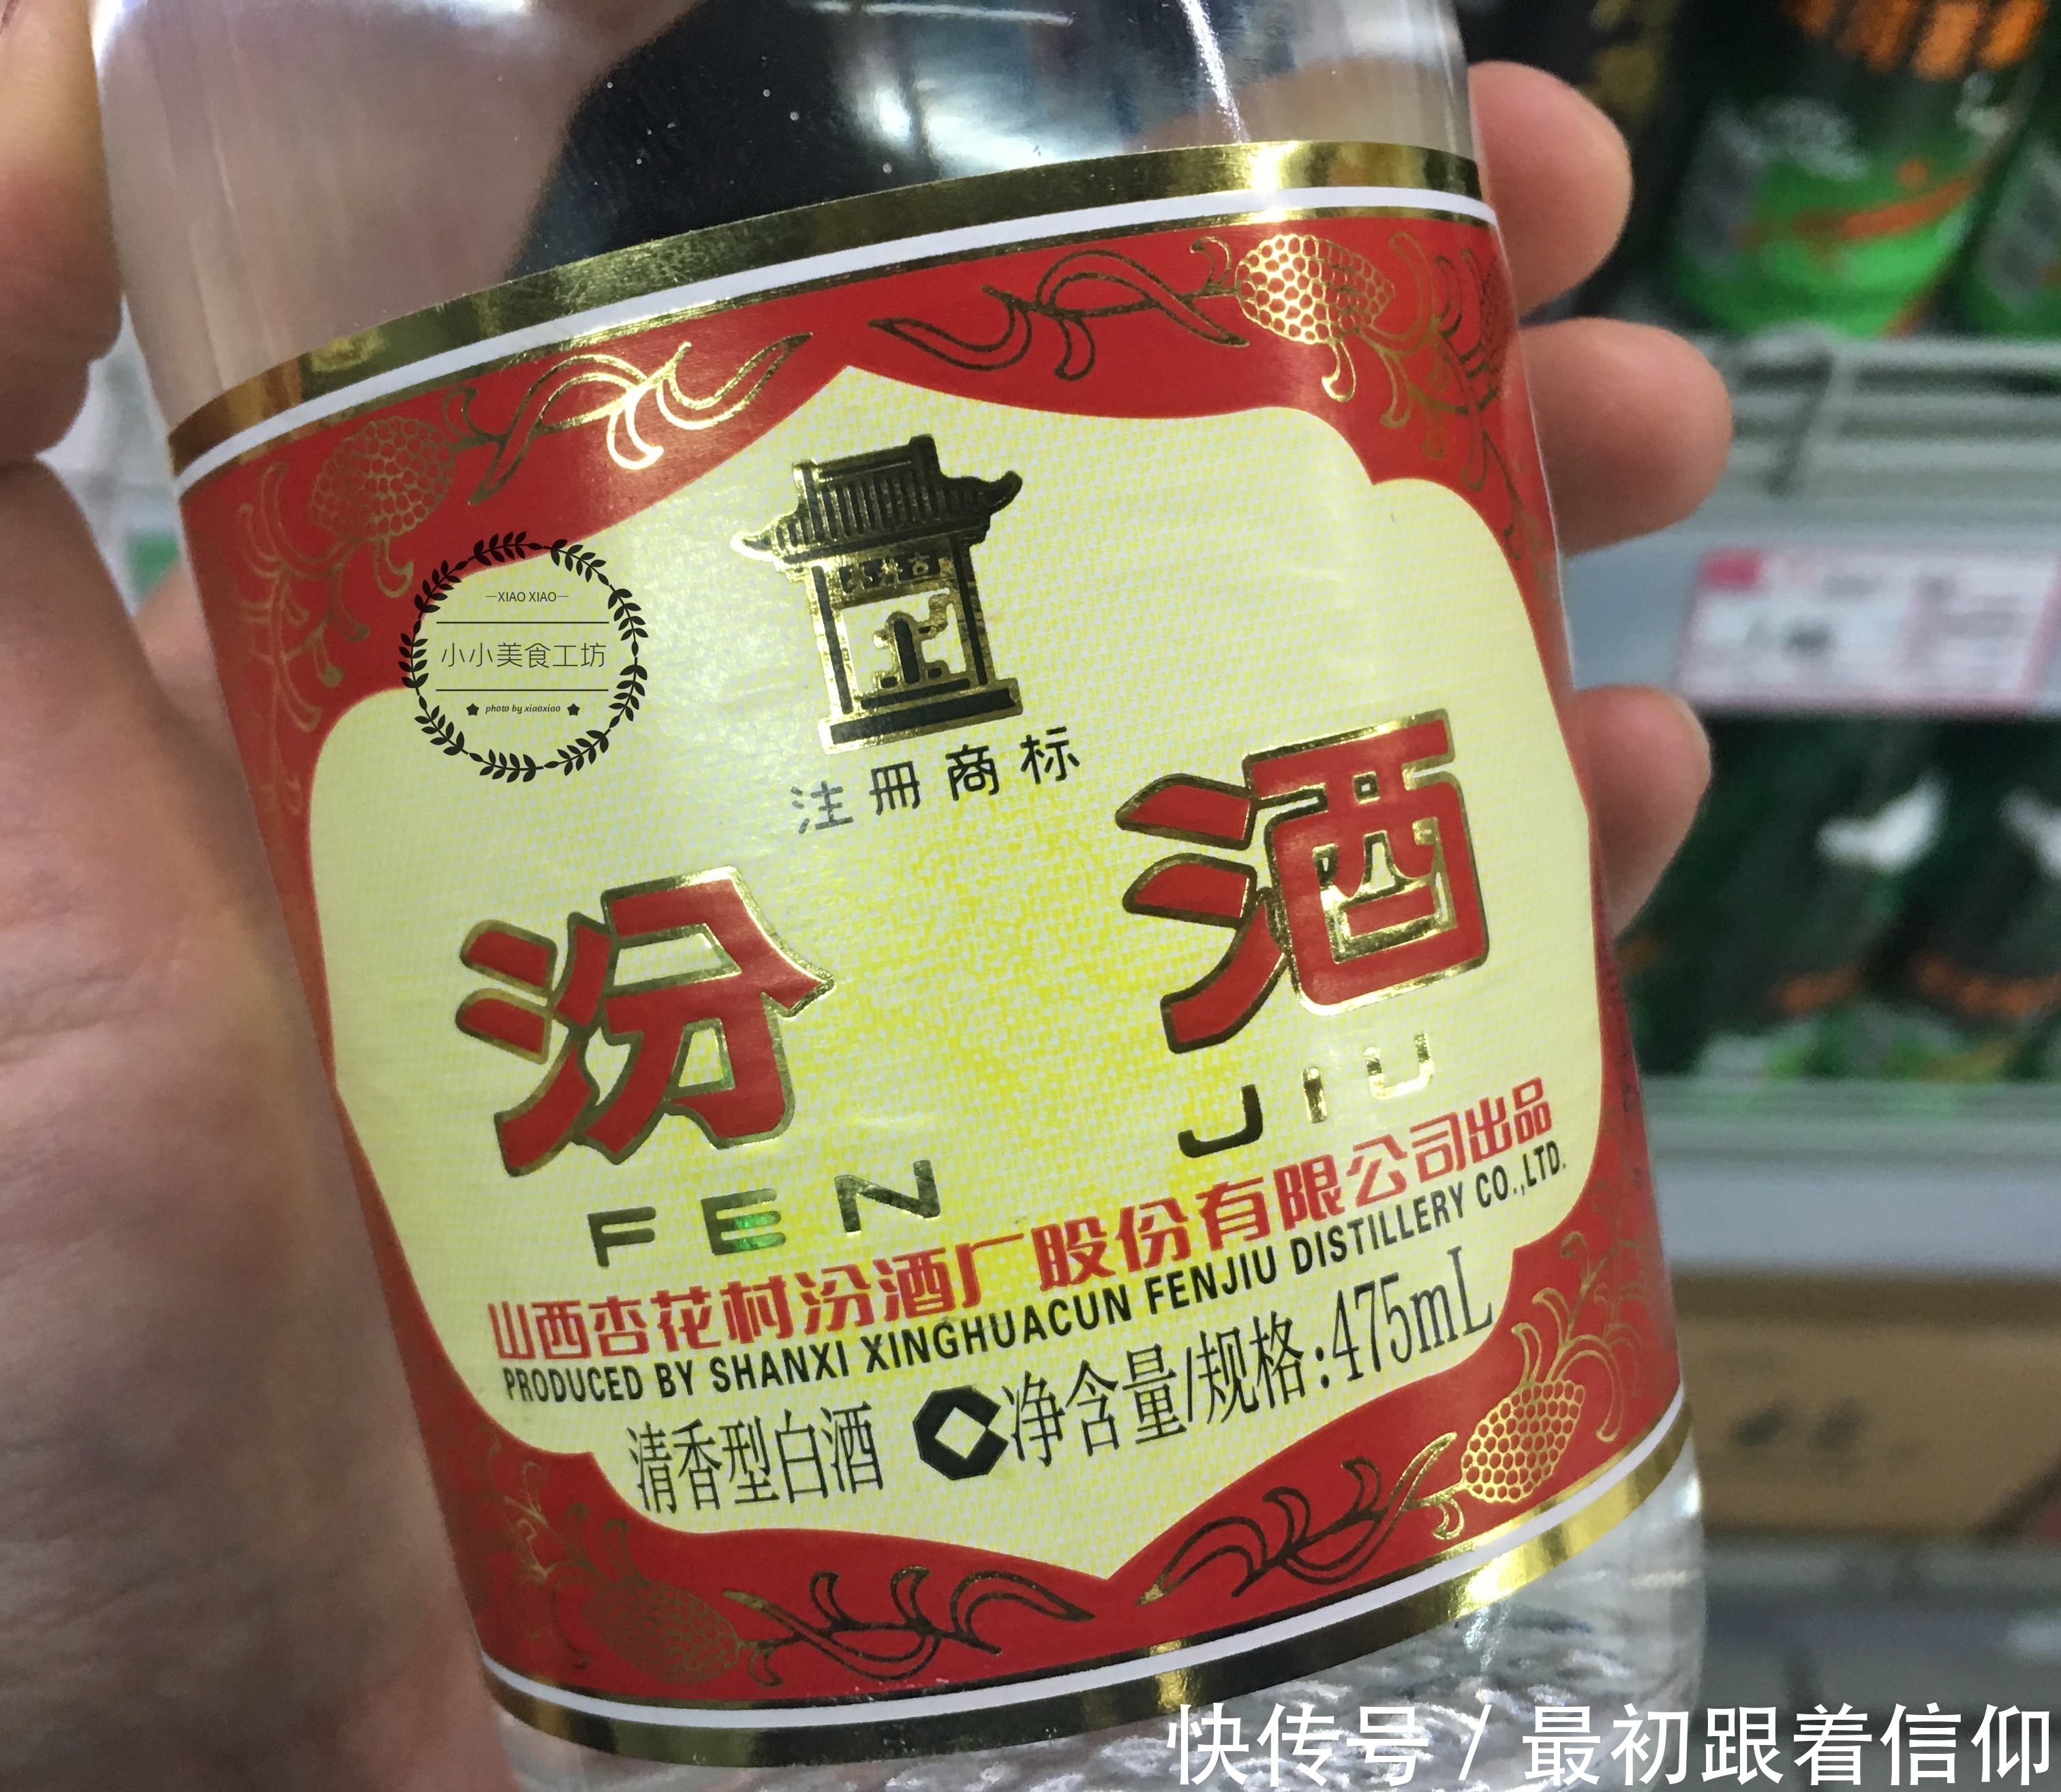 —XIAO XIAO—
小小美食工坊
photo by xiaoxiao
注冊商标
汾酒
FEN JIU
山西杏花村汾酒厂股份有限公司出品
PRODUCED BY SHANXI XINGHUACUN FENJIU DISTILLERY CO.,LTD.
清香型白酒 净含量/规格:475mL
快传号 / 最初跟着信仰